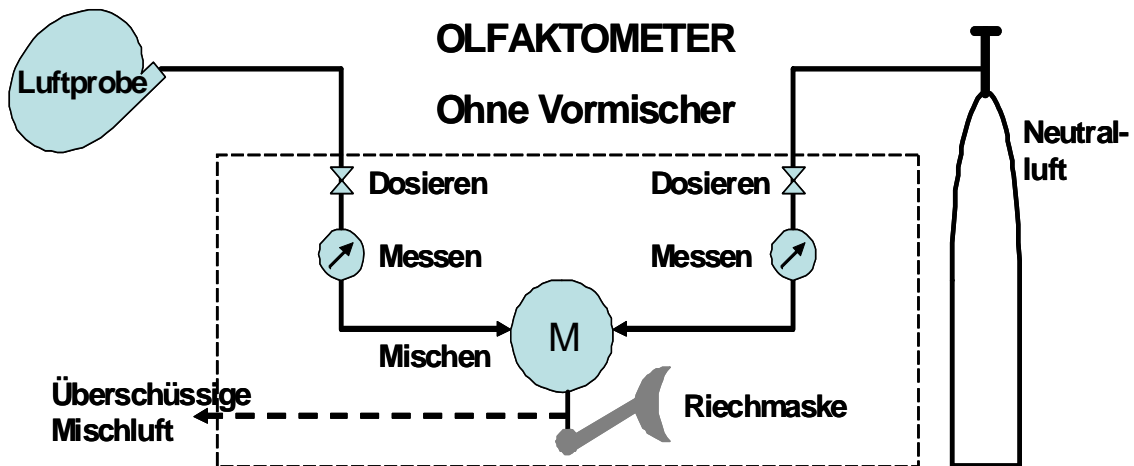 OLFAKTOMETER
Ohne Vormischer
Luftprobe
Neutral-
luft
Dosieren
Dosieren
Messen
Messen
M
Mischen
Überschüssige
Mischluft
Riechmaske